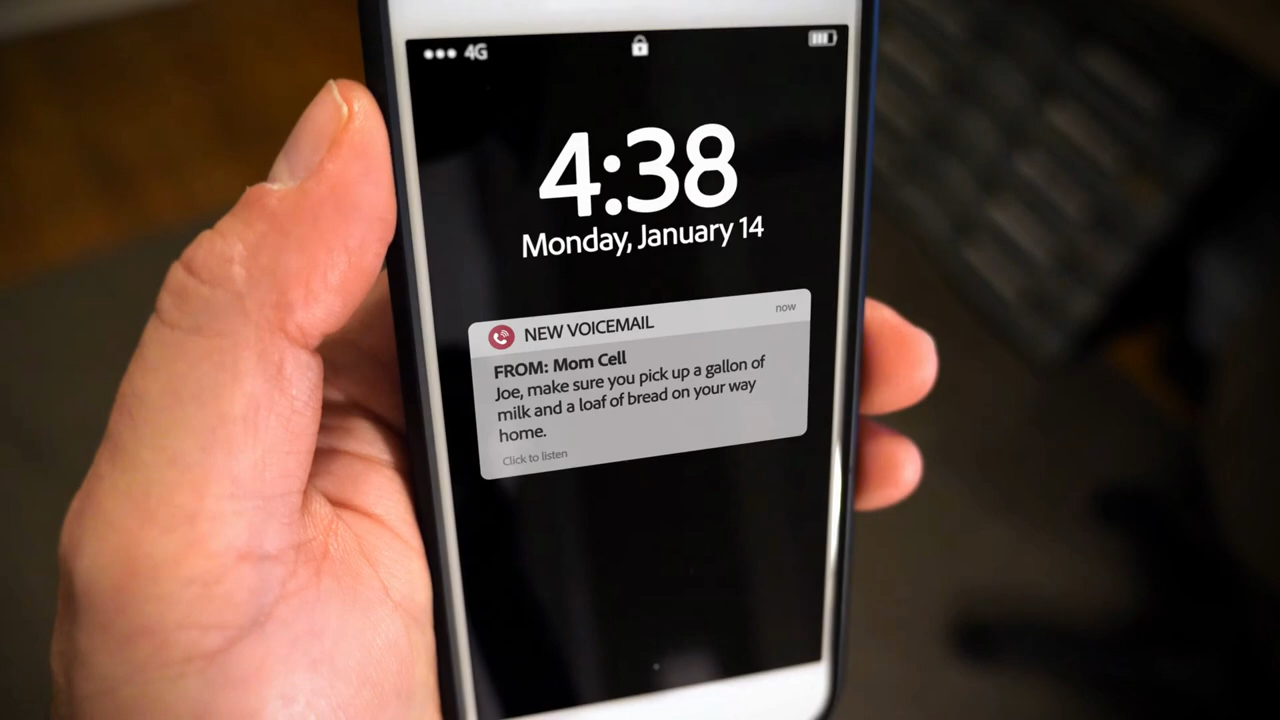 4G
4:38
Monday, January 14
NEW VOICEMAIL
now
FROM: Mom Cell
Joe, make sure you pick up a gallon of
milk and a loaf of bread on your way
home.
Click to listen